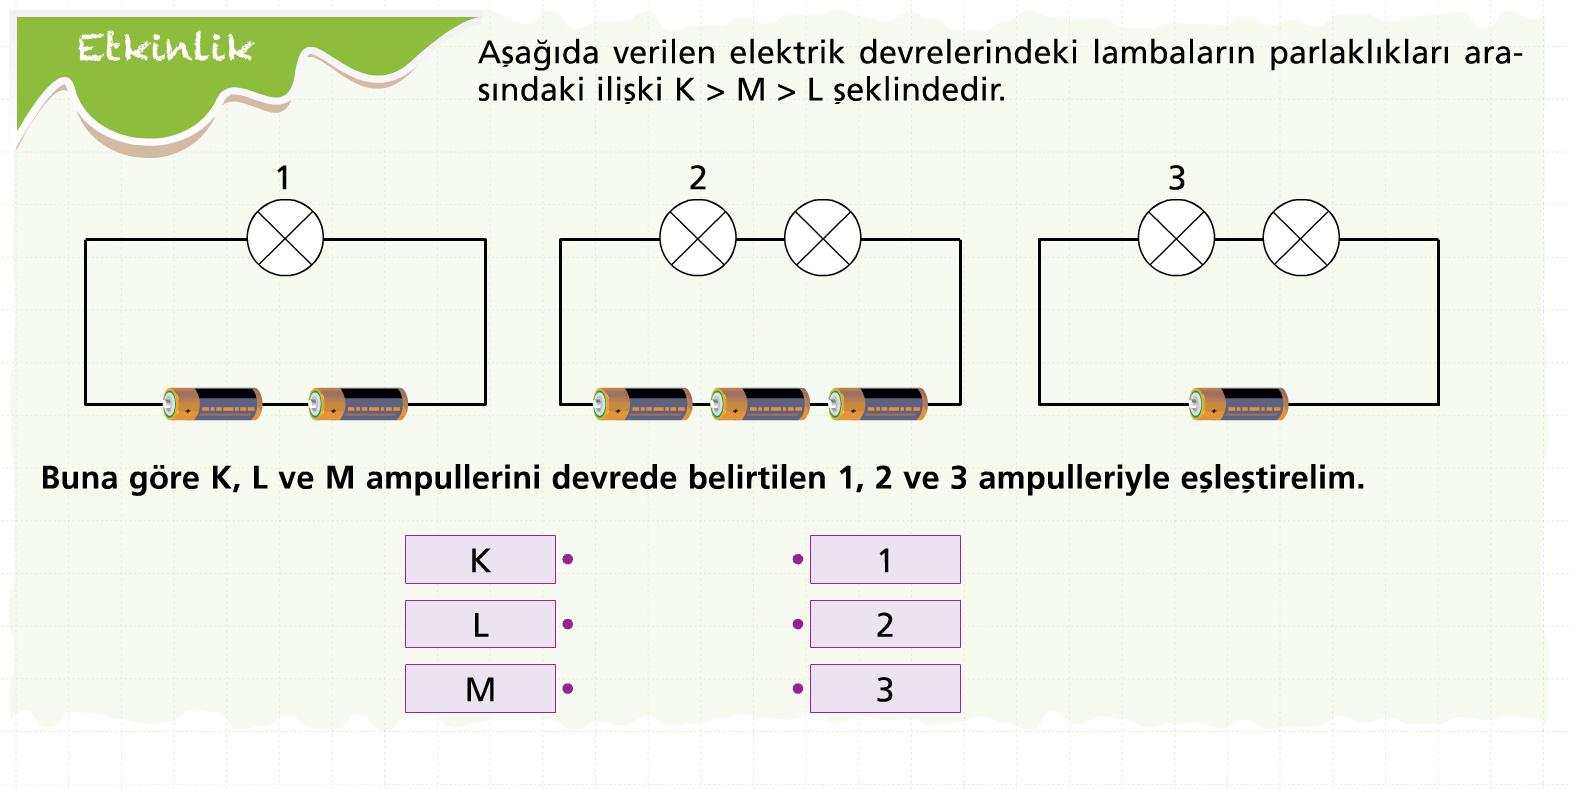 Etkinlik
Aşağıda verilen elektrik devrelerindeki lambaların parlaklıkları ara-
sındaki ilişki K > M > L şeklindedir.
1
2
3
Buna göre K, L ve M ampullerini devrede belirtilen 1, 2 ve 3 ampulleriyle eşleştirelim.
K
1
L
2
M
3